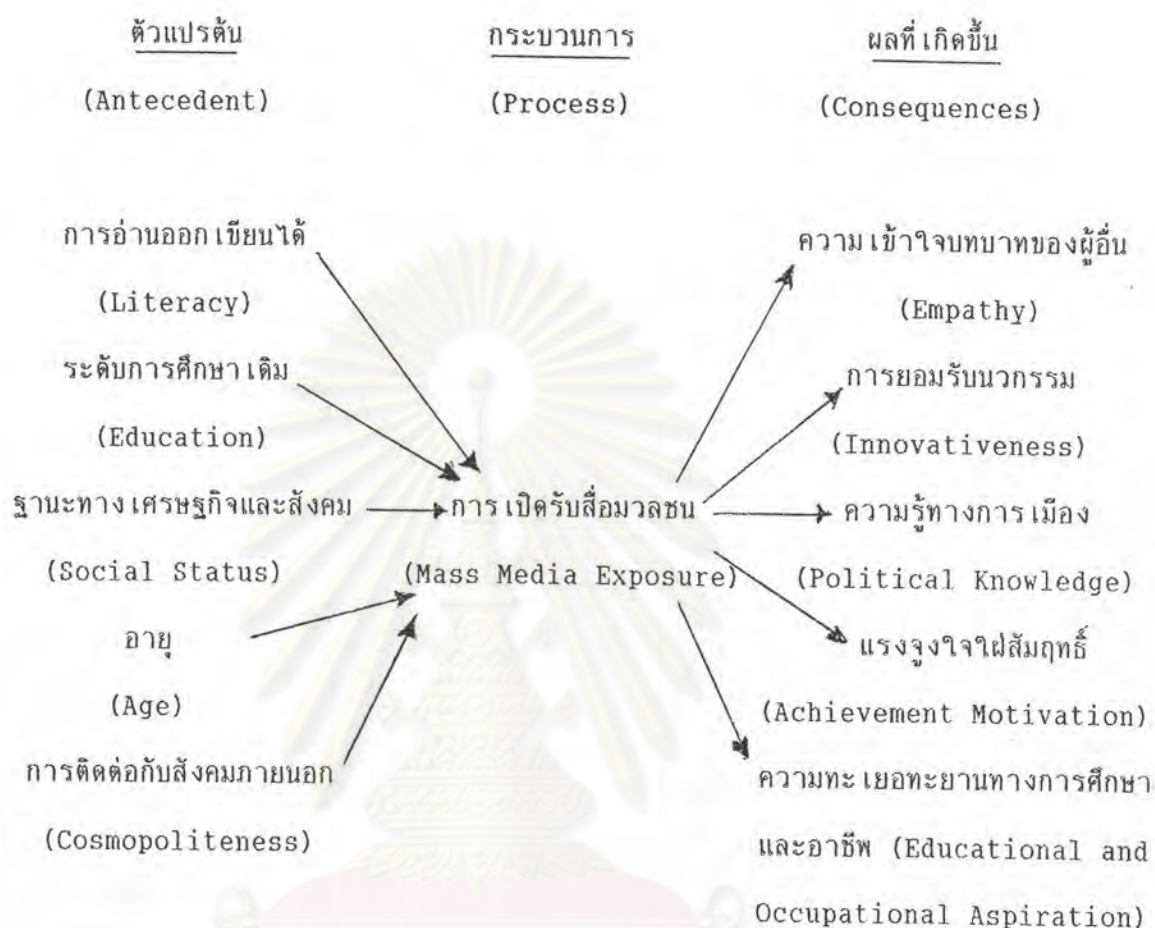 ตัวแปรต้น
(Antecedent)
กระบวนการ
(Process)
ผลที่เกิดขึ้น
(Consequences)
การอ่านออกเขียนได้
(Literacy)
ระดับการศึกษาเดิม
(Education)
ฐานะทางเศรษฐกิจและสังคม
(Social Status)
อายุ
(Age)
การติดต่อกับสังคมภายนอก
(Cosmopoliteness)
การเปิดรับสื่อมวลชน
(Mass Media Exposure)
ความเข้าใจบทบาทของผู้อื่น
(Empathy)
การยอมรับนวกรรม
(Innovativeness)
ความรู้ทางการเมือง
(Political Knowledge)
แรงจูงใจใฝ่สัมฤทธิ์
(Achievement Motivation)
ความทะเยอทะยานทางการศึกษา
และอาชีพ (Educational and
Occupational Aspiration)